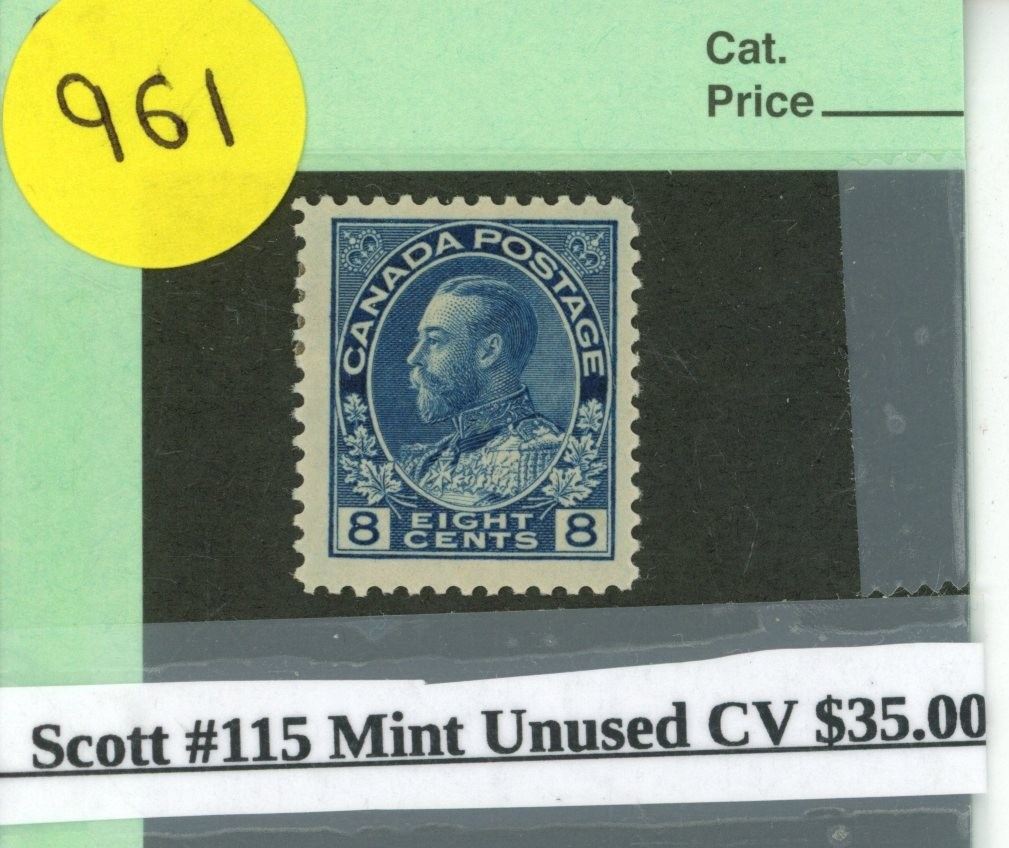 961
Cat.
Price
CANADA POSTAGE
8 EIGHT 8
CENTS
Scott #115 Mint Unused CV $35.00